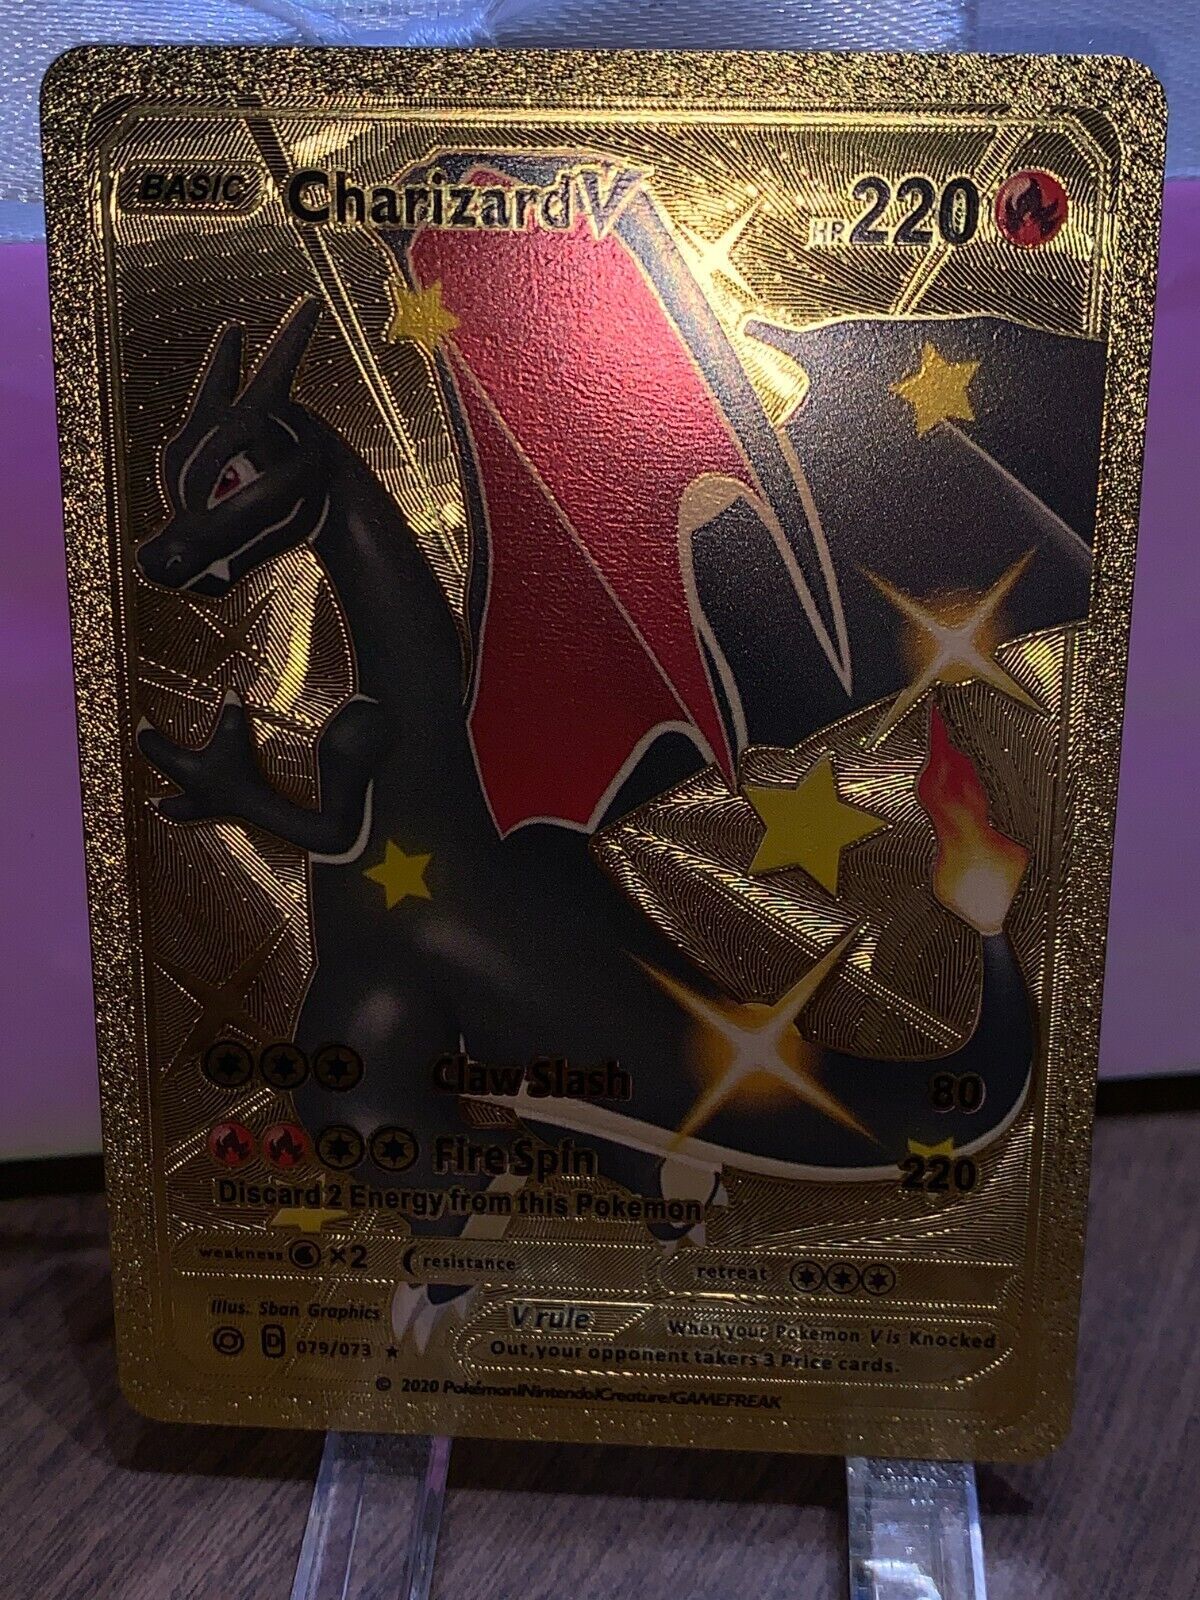 BASIC Charizard V HP 220
Claw Slash 80
Fire Spin 220
Discard 2 Energy from this Pokémon
weakness ×2 resistance retreat
Illus. Sban Graphics
V rule When your Pokemon V is Knocked
Out, your opponent takers 3 Price cards.
D 079/073 ★
© 2020 Pokémon/Nintendo/Creature/GAMEFREAK